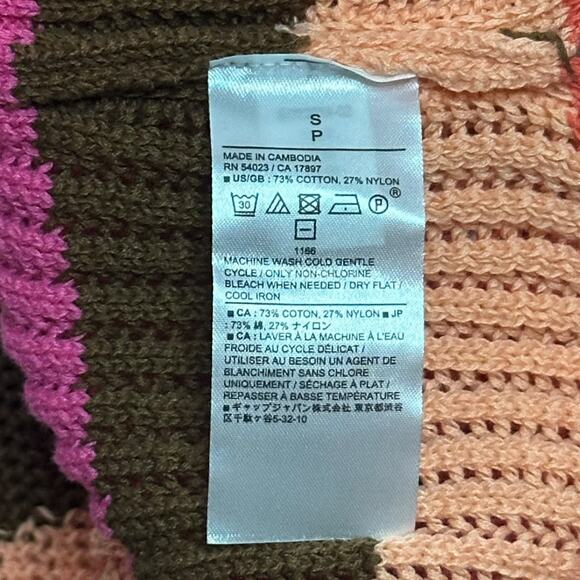 S
P
MADE IN CAMBODIA
RN 54023 / CA 17897
■ US/GB : 73% COTTON, 27% NYLON
30 P ®
1166
MACHINE WASH COLD GENTLE
CYCLE / ONLY NON-CHLORINE
BLEACH WHEN NEEDED / DRY FLAT /
COOL IRON
■ CA : 73% COTON, 27% NYLON ■ JP
: 73% 綿, 27% ナイロン
■ CA : LAVER À LA MACHINE À L'EAU
FROIDE AU CYCLE DÉLICAT /
UTILISER AU BESOIN UN AGENT DE
BLANCHIMENT SANS CHLORE
UNIQUEMENT / SÉCHAGE À PLAT /
REPASSER À BASSE TEMPÉRATURE
■ ギャップジャパン株式会社 東京都渋谷
区千駄ヶ谷5-32-10